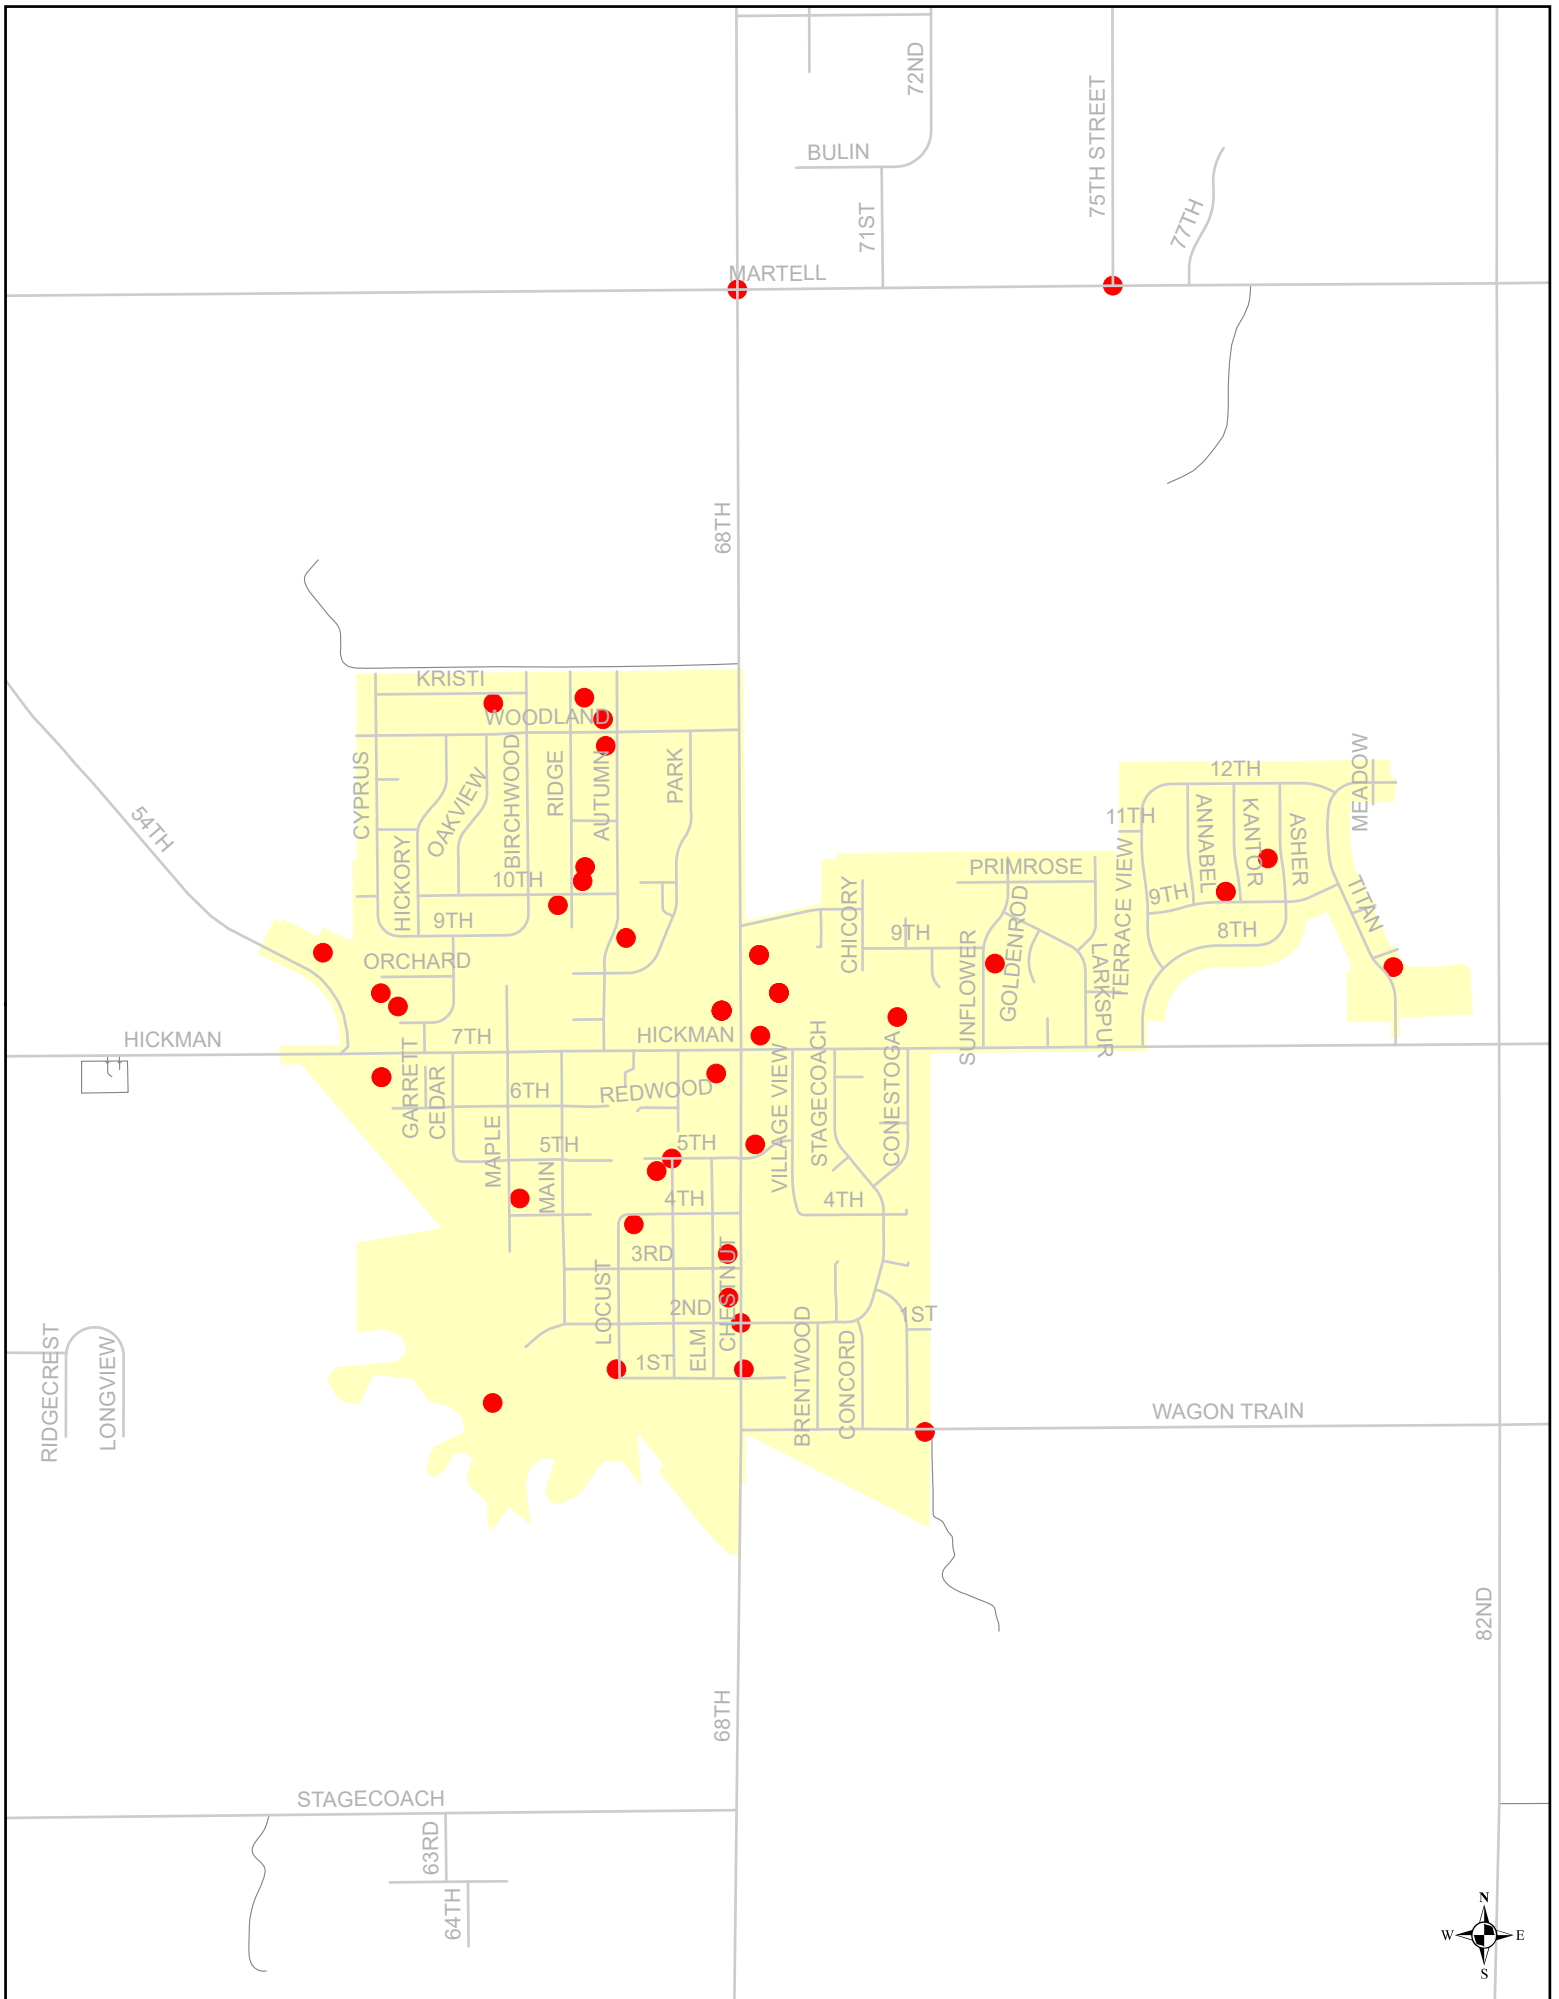 72ND
75TH STREET
BULIN
71ST
77TH
MARTELL
68TH
KRISTI
WOODLAND
CYPRUS
OAKVIEW
BIRCHWOOD
RIDGE
AUTUMN
PARK
54TH
HICKORY
10TH
9TH
ORCHARD
12TH
MEADOW
11TH
ANNABEL
KANTOR
ASHER
PRIMROSE
TERRACE VIEW
9TH
8TH
TITAN
CHICORY
9TH
SUNFLOWER
GOLDENROD
LARKSPUR
HICKMAN
7TH
HICKMAN
GARRETT
CEDAR
6TH
REDWOOD
VILLAGE VIEW
STAGECOACH
CONESTOGA
MAPLE
5TH
MAIN
5TH
4TH
4TH
3RD
LOCUST
CHESTNUT
2ND
ELM
1ST
1ST
BRENTWOOD
CONCORD
RIDGECREST
LONGVIEW
WAGON TRAIN
82ND
68TH
STAGECOACH
63RD
64TH
N
W E
S